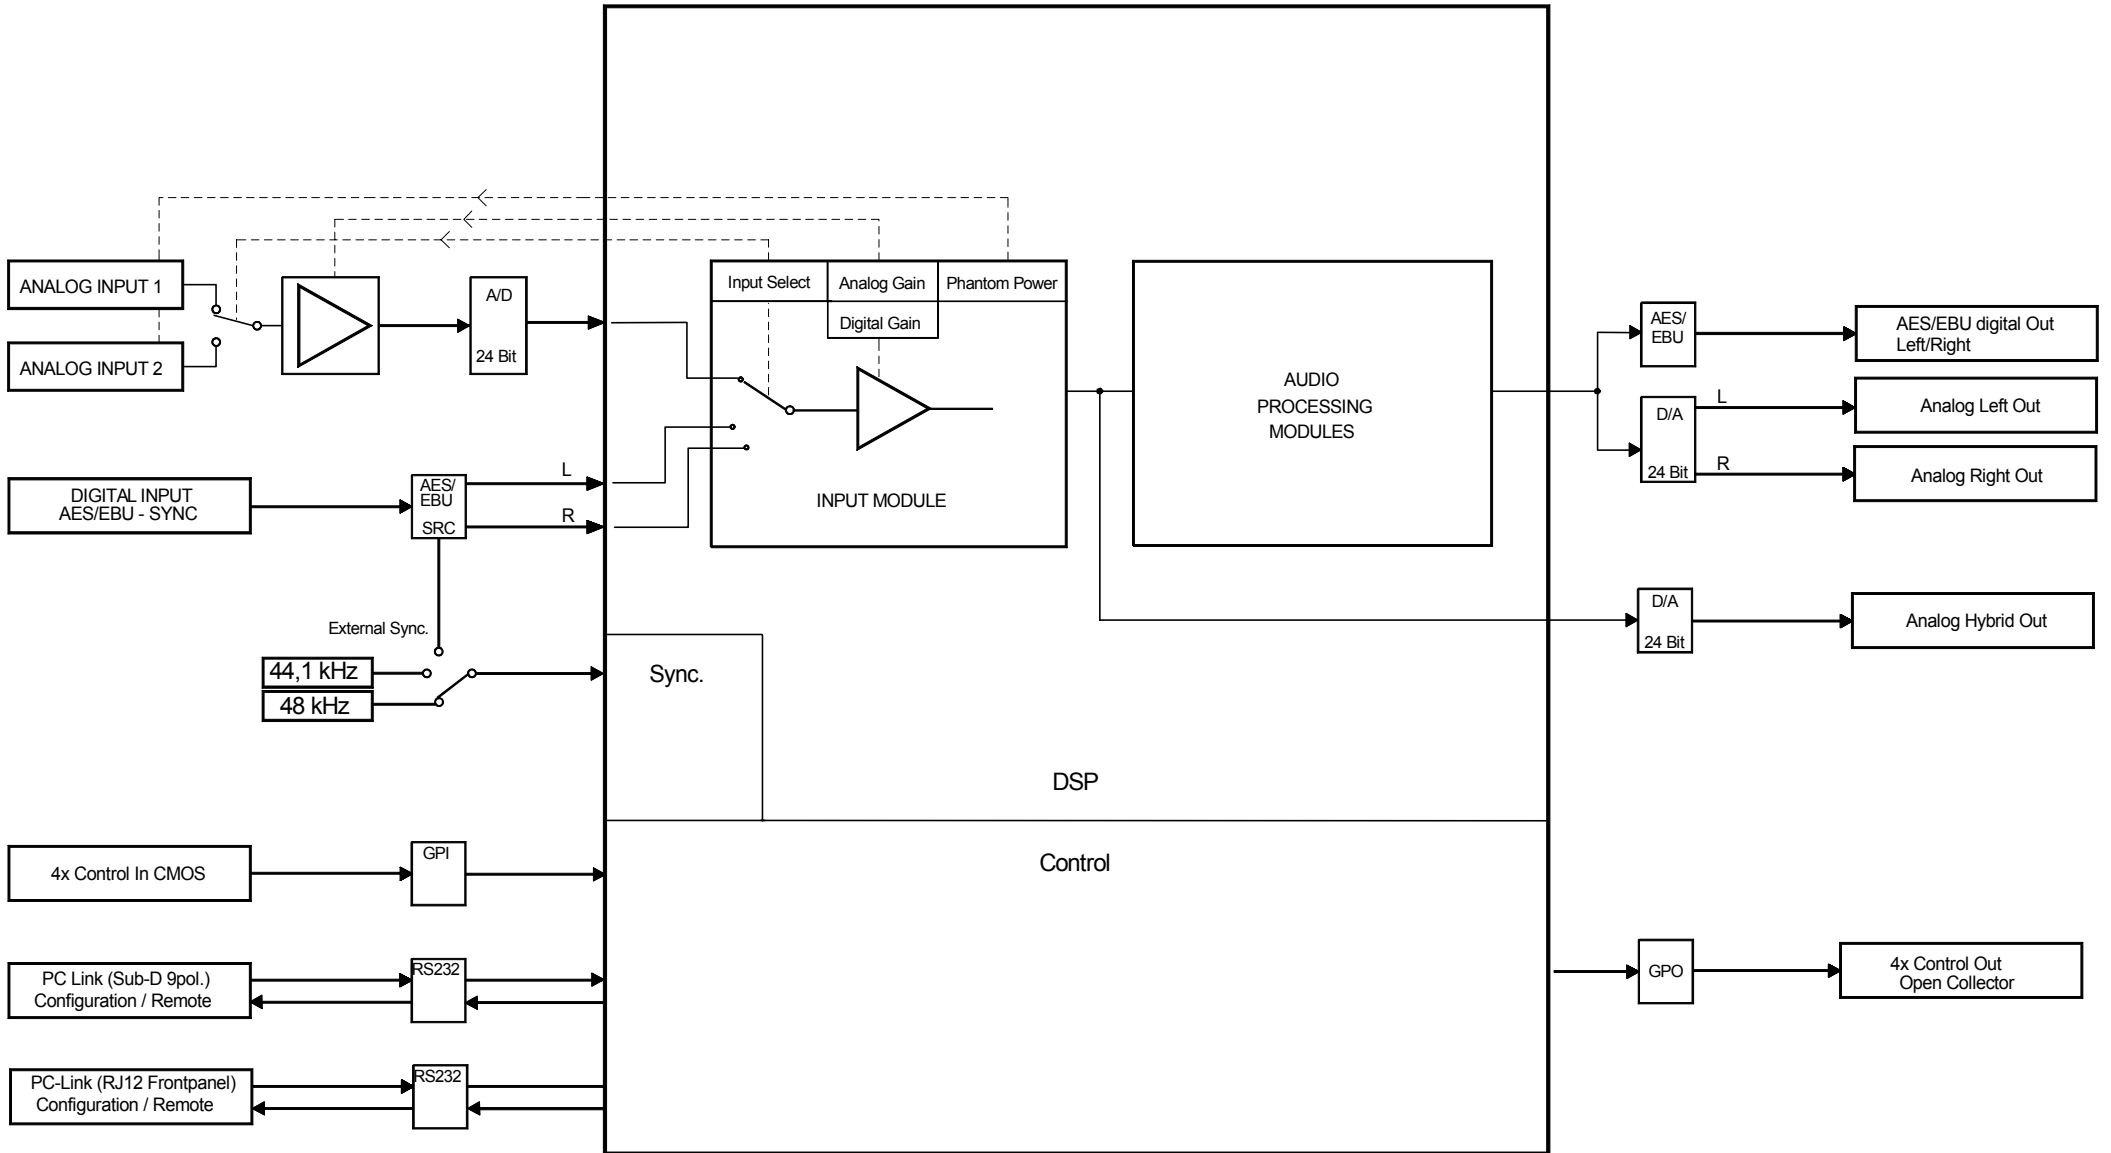 ANALOG INPUT 1
ANALOG INPUT 2
A/D
24 Bit
Input Select
Analog Gain
Phantom Power
Digital Gain
INPUT MODULE
AUDIO
PROCESSING
MODULES
AES/
EBU
AES/EBU digital Out
Left/Right
D/A
24 Bit
L
R
Analog Left Out
Analog Right Out
DIGITAL INPUT
AES/EBU - SYNC
AES/
EBU
SRC
L
R
External Sync.
44,1 kHz
48 kHz
Sync.
D/A
24 Bit
Analog Hybrid Out
DSP
Control
4x Control In CMOS
GPI
PC Link (Sub-D 9pol.)
Configuration / Remote
RS232
GPO
4x Control Out
Open Collector
PC-Link (RJ12 Frontpanel)
Configuration / Remote
RS232